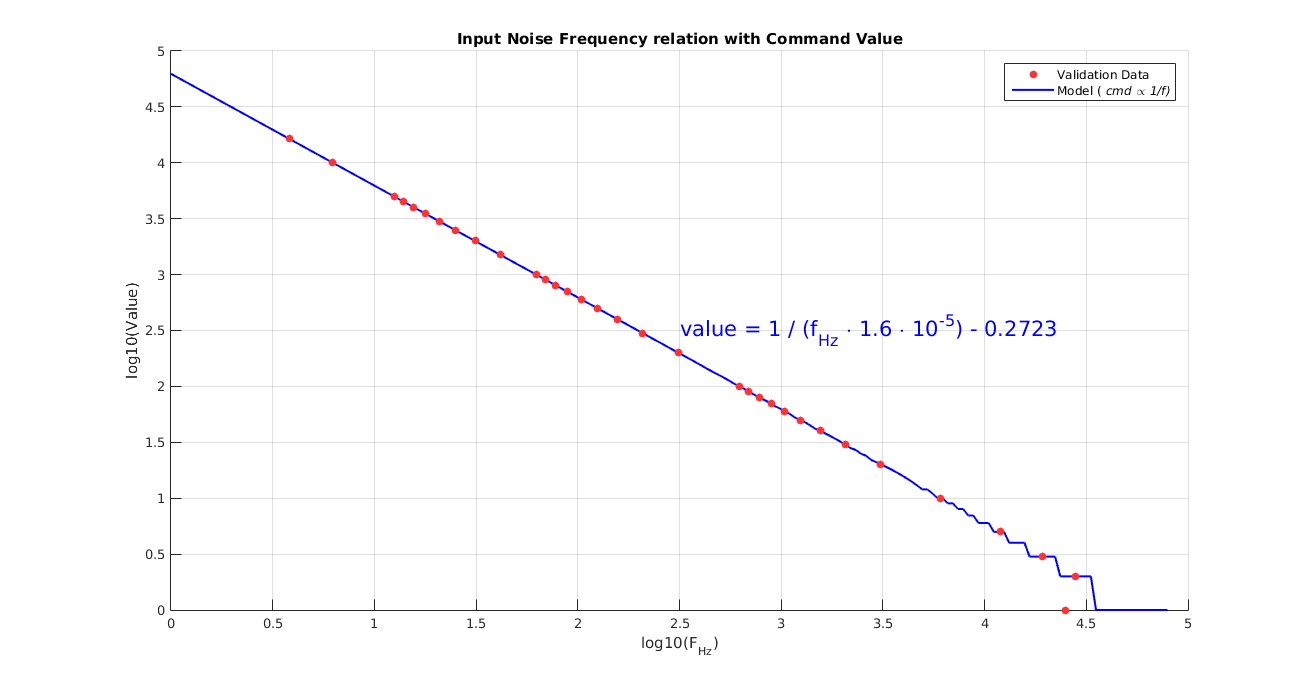 Input Noise Frequency relation with Command Value
5
4.5
4
3.5
3
2.5
2
1.5
1
0.5
0
log10(Value)
Validation Data
Model ( cmd ∝ 1/f)
value = 1 / (f_Hz · 1.6 · 10^-5) - 0.2723
0 0.5 1 1.5 2 2.5 3 3.5 4 4.5 5
log10(F_Hz)